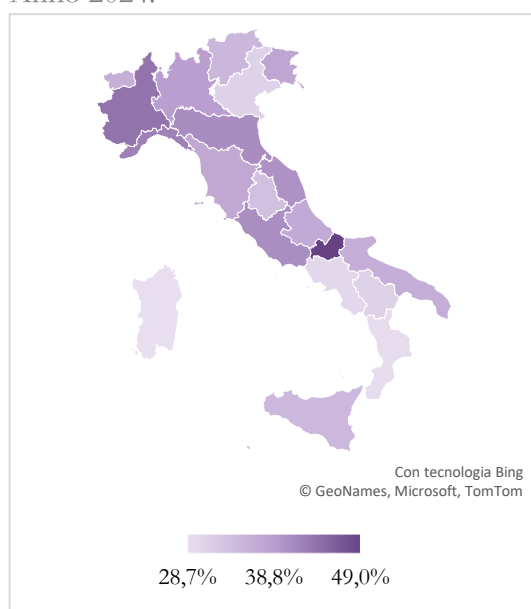 Anno 2024.
Con tecnologia Bing
© GeoNames, Microsoft, TomTom
28,7% 38,8% 49,0%